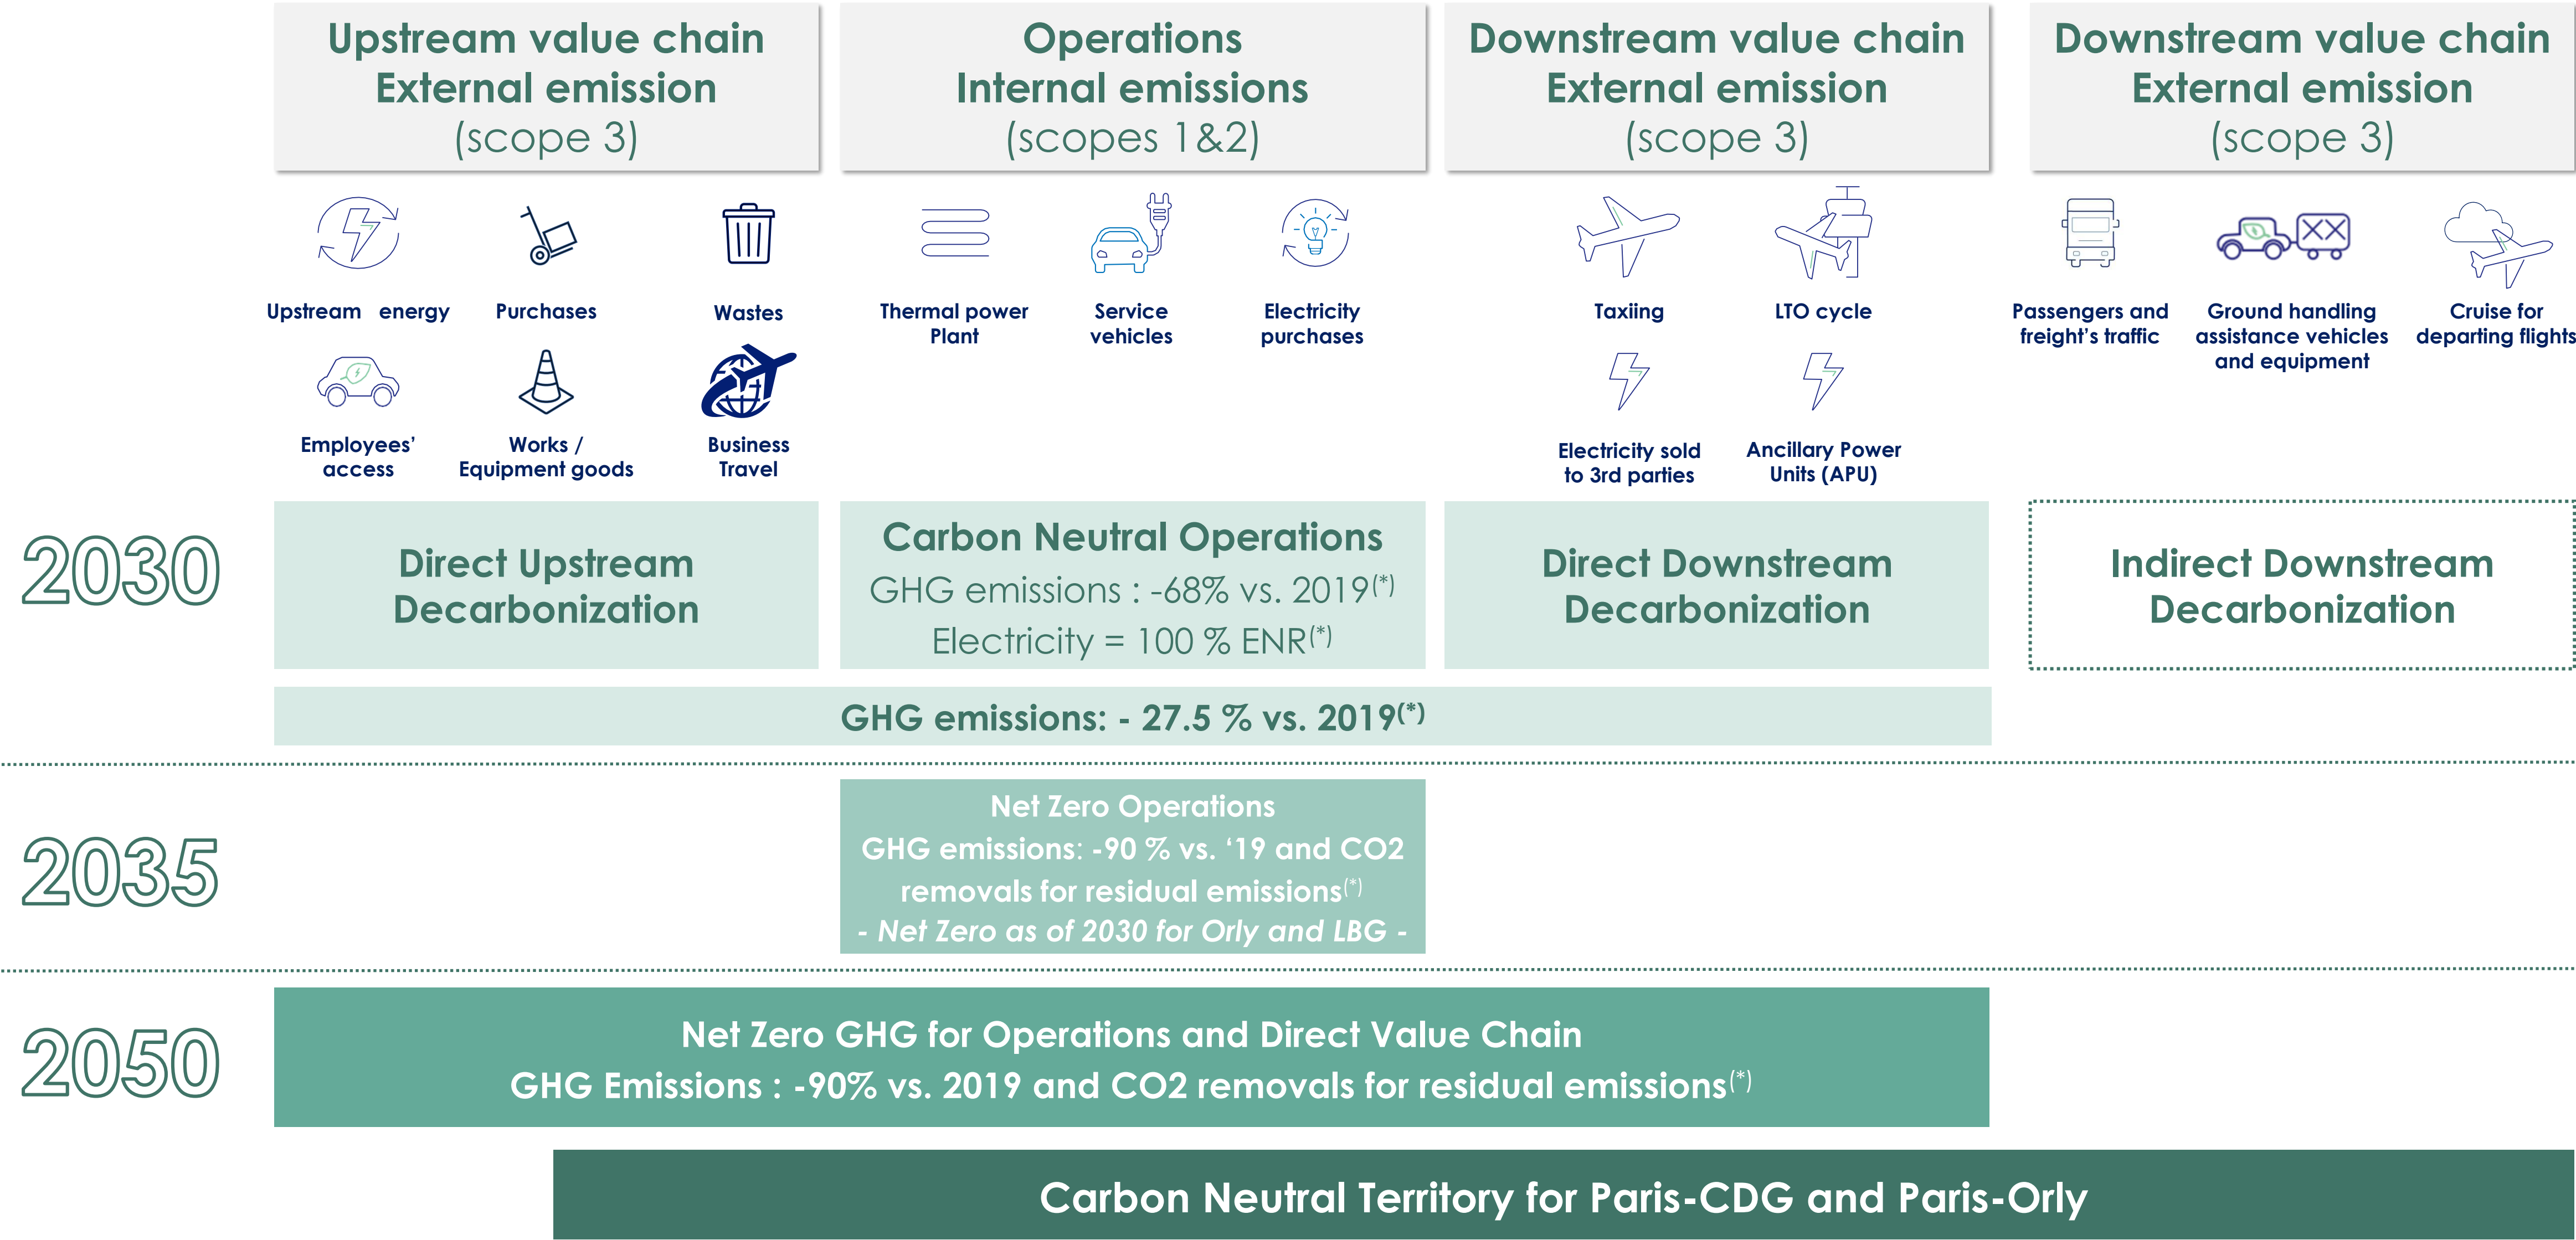 Upstream value chain
External emission
(scope 3)
Operations
Internal emissions
(scopes 1&2)
Downstream value chain
External emission
(scope 3)
Downstream value chain
External emission
(scope 3)
Upstream energy
Purchases
Wastes
Employees’
access
Works /
Equipment goods
Business
Travel
Thermal power
Plant
Service
vehicles
Electricity
purchases
Taxiing
LTO cycle
Electricity sold
to 3rd parties
Ancillary Power
Units (APU)
Passengers and
freight’s traffic
Ground handling
assistance vehicles
and equipment
Cruise for
departing flights
2030
Direct Upstream
Decarbonization
Carbon Neutral Operations
GHG emissions : -68% vs. 2019(*)
Electricity = 100 % ENR(*)
Direct Downstream
Decarbonization
Indirect Downstream
Decarbonization
GHG emissions: - 27.5 % vs. 2019(*)
2035
Net Zero Operations
GHG emissions: -90 % vs. ‘19 and CO2
removals for residual emissions(*)
- Net Zero as of 2030 for Orly and LBG -
2050
Net Zero GHG for Operations and Direct Value Chain
GHG Emissions : -90% vs. 2019 and CO2 removals for residual emissions(*)
Carbon Neutral Territory for Paris-CDG and Paris-Orly